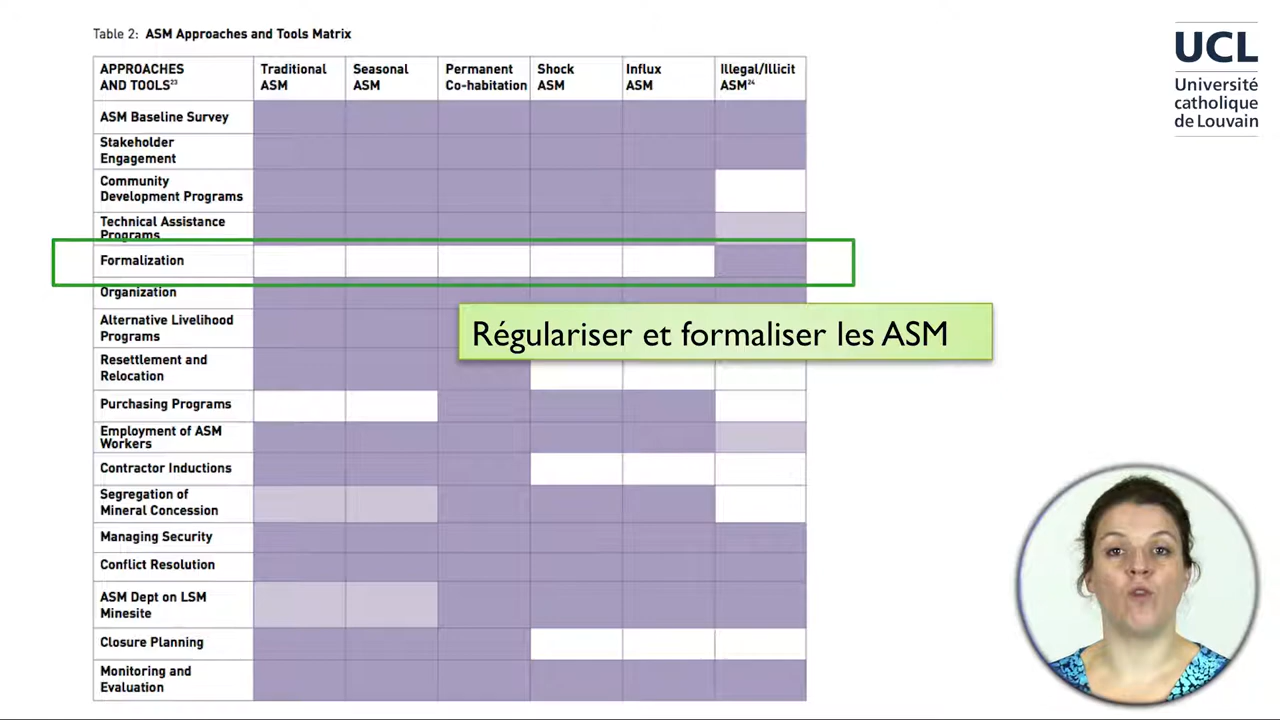 Table 2: ASM Approaches and Tools Matrix
UCL
Université
catholique
de Louvain
APPROACHES
AND TOOLS23
Traditional
ASM
Seasonal
ASM
Permanent
Co-habitation
Shock
ASM
Influx
ASM
Illegal/Illicit
ASM24
ASM Baseline Survey
Stakeholder
Engagement
Community
Development Programs
Technical Assistance
Programs
Formalization
Organization
Régulariser et formaliser les ASM
Alternative Livelihood
Programs
Resettlement and
Relocation
Purchasing Programs
Employment of ASM
Workers
Contractor Inductions
Segregation of
Mineral Concession
Managing Security
Conflict Resolution
ASM Dept on LSM
Minesite
Closure Planning
Monitoring and
Evaluation